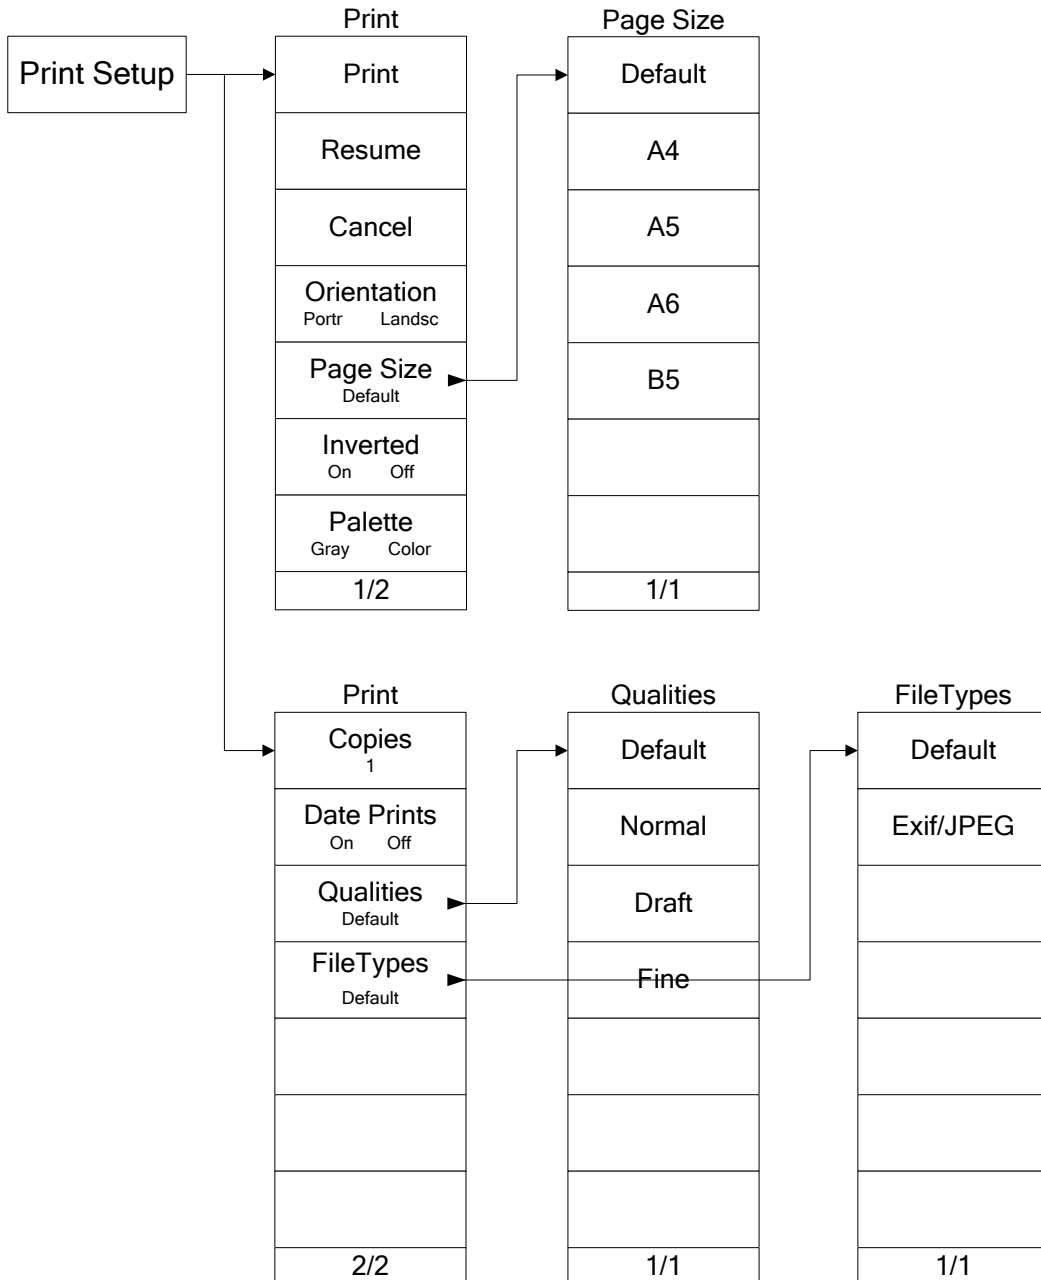 Print Setup
Print
Print
Resume
Cancel
Orientation
Portr Landsc
Page Size
Default
Inverted
On Off
Palette
Gray Color
1/2
Page Size
Default
A4
A5
A6
B5
1/1
Print
Copies
1
Date Prints
On Off
Qualities
Default
FileTypes
Default
2/2
Qualities
Default
Normal
Draft
Fine
1/1
FileTypes
Default
Exif/JPEG
1/1